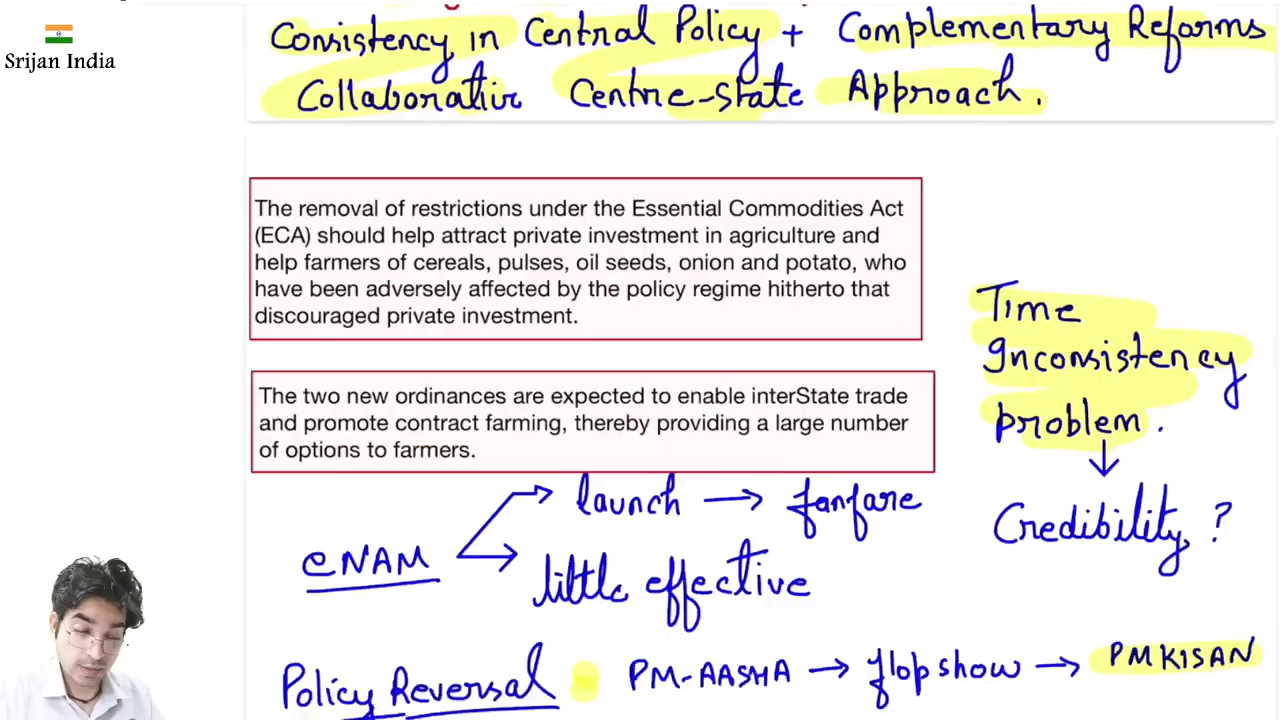 Consistency in Central Policy + Complementary Reforms
Collaborative Centre-state Approach.
Srijan India
The removal of restrictions under the Essential Commodities Act
(ECA) should help attract private investment in agriculture and
help farmers of cereals, pulses, oil seeds, onion and potato, who
have been adversely affected by the policy regime hitherto that
discouraged private investment.
The two new ordinances are expected to enable interState trade
and promote contract farming, thereby providing a large number
of options to farmers.
Time
Inconsistency
problem.
↓
Credibility?
eNAM
launch → fanfare
little effective
Policy Reversal PM-AASHA → flop show → PMKISAN